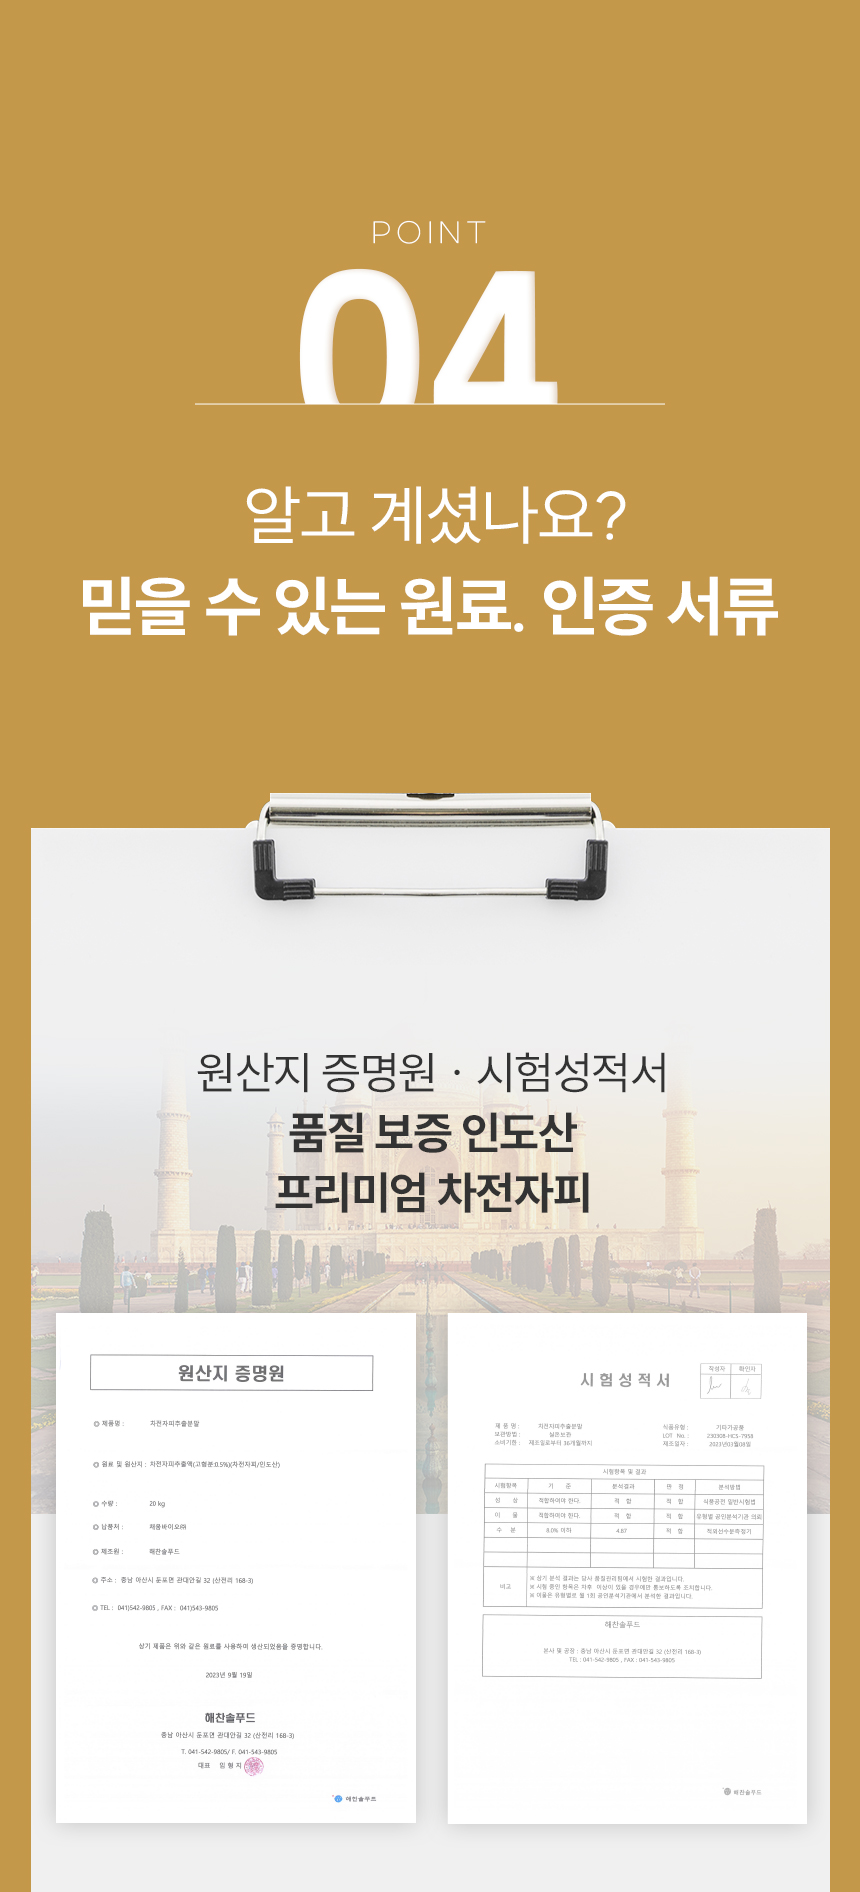 POINT
04
알고 계셨나요?
믿을 수 있는 원료. 인증 서류
원산지 증명원 · 시험성적서
품질 보증 인도산
프리미엄 차전자피
원산지 증명원
◎ 제품명 : 차전자피추출분말
◎ 원료 및 원산지 : 차전자피추출액(고형분:0.5%)(차전자피/인도산)
◎ 수량 : 20 kg
◎ 납품처 : 채움바이오㈜
◎ 제조원 : 해찬솔푸드
◎ 주소 : 충남 아산시 둔포면 관대안길 32 (산전리 168-3)
◎ TEL : 041)542-9805 , FAX : 041)543-9805
상기 제품은 위와 같은 원료를 사용하여 생산되었음을 증명합니다.
2023년 9월 19일
해찬솔푸드
충남 아산시 둔포면 관대안길 32 (산전리 168-3)
T. 041-542-9805/ F. 041-543-9805
대표 임 형 지
해찬솔푸드
시 험 성 적 서
작성자 확인자
제 품 명 : 차전자피추출분말 식품유형 : 기타가공품
보관방법 : 실온보관 LOT No. : 230308-HCS-7958
소비기한 : 제조일로부터 36개월까지 제조일자 : 2023년03월08일
시험항목 및 결과
시험항목 기 준 분석결과 판 정 분석방법
성 상 적합하여야 한다. 적 합 적 합 식품공전 일반시험법
이 물 적합하여야 한다. 적 합 적 합 유형별 공인분석기관 의뢰
수 분 8.0% 이하 4.87 적 합 적외선수분측정기
비고
※ 상기 분석 결과는 당사 품질관리팀에서 시험한 결과입니다.
※ 시험 중인 항목은 차후 이상이 있을 경우에만 통보하도록 조치합니다.
※ 이물은 유형별로 월 1회 공인분석기관에서 분석한 결과입니다.
해찬솔푸드
본사 및 공장 : 충남 아산시 둔포면 관대안길 32 (산전리 168-3)
TEL : 041-542-9805 , FAX : 041-543-9805
해찬솔푸드